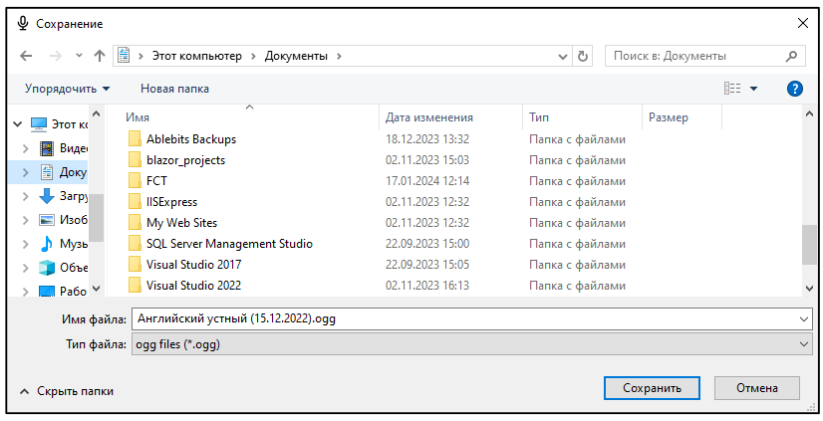 Сохранение
Этот компьютер > Документы >
Поиск в: Документы
Упорядочить Новая папка
Имя Дата изменения Тип Размер
Этот ко
Видео
Доку
Загру
Изоб
Музы
Объе
Рабо
Ablebits Backups 18.12.2023 13:32 Папка с файлами
blazor_projects 02.11.2023 15:03 Папка с файлами
FCT 17.01.2024 12:14 Папка с файлами
IISExpress 02.11.2023 12:32 Папка с файлами
My Web Sites 02.11.2023 12:32 Папка с файлами
SQL Server Management Studio 22.09.2023 15:00 Папка с файлами
Visual Studio 2017 22.09.2023 15:05 Папка с файлами
Visual Studio 2022 02.11.2023 16:13 Папка с файлами
Имя файла: Английский устный (15.12.2022).ogg
Тип файла: ogg files (*.ogg)
Скрыть папки
Сохранить Отмена